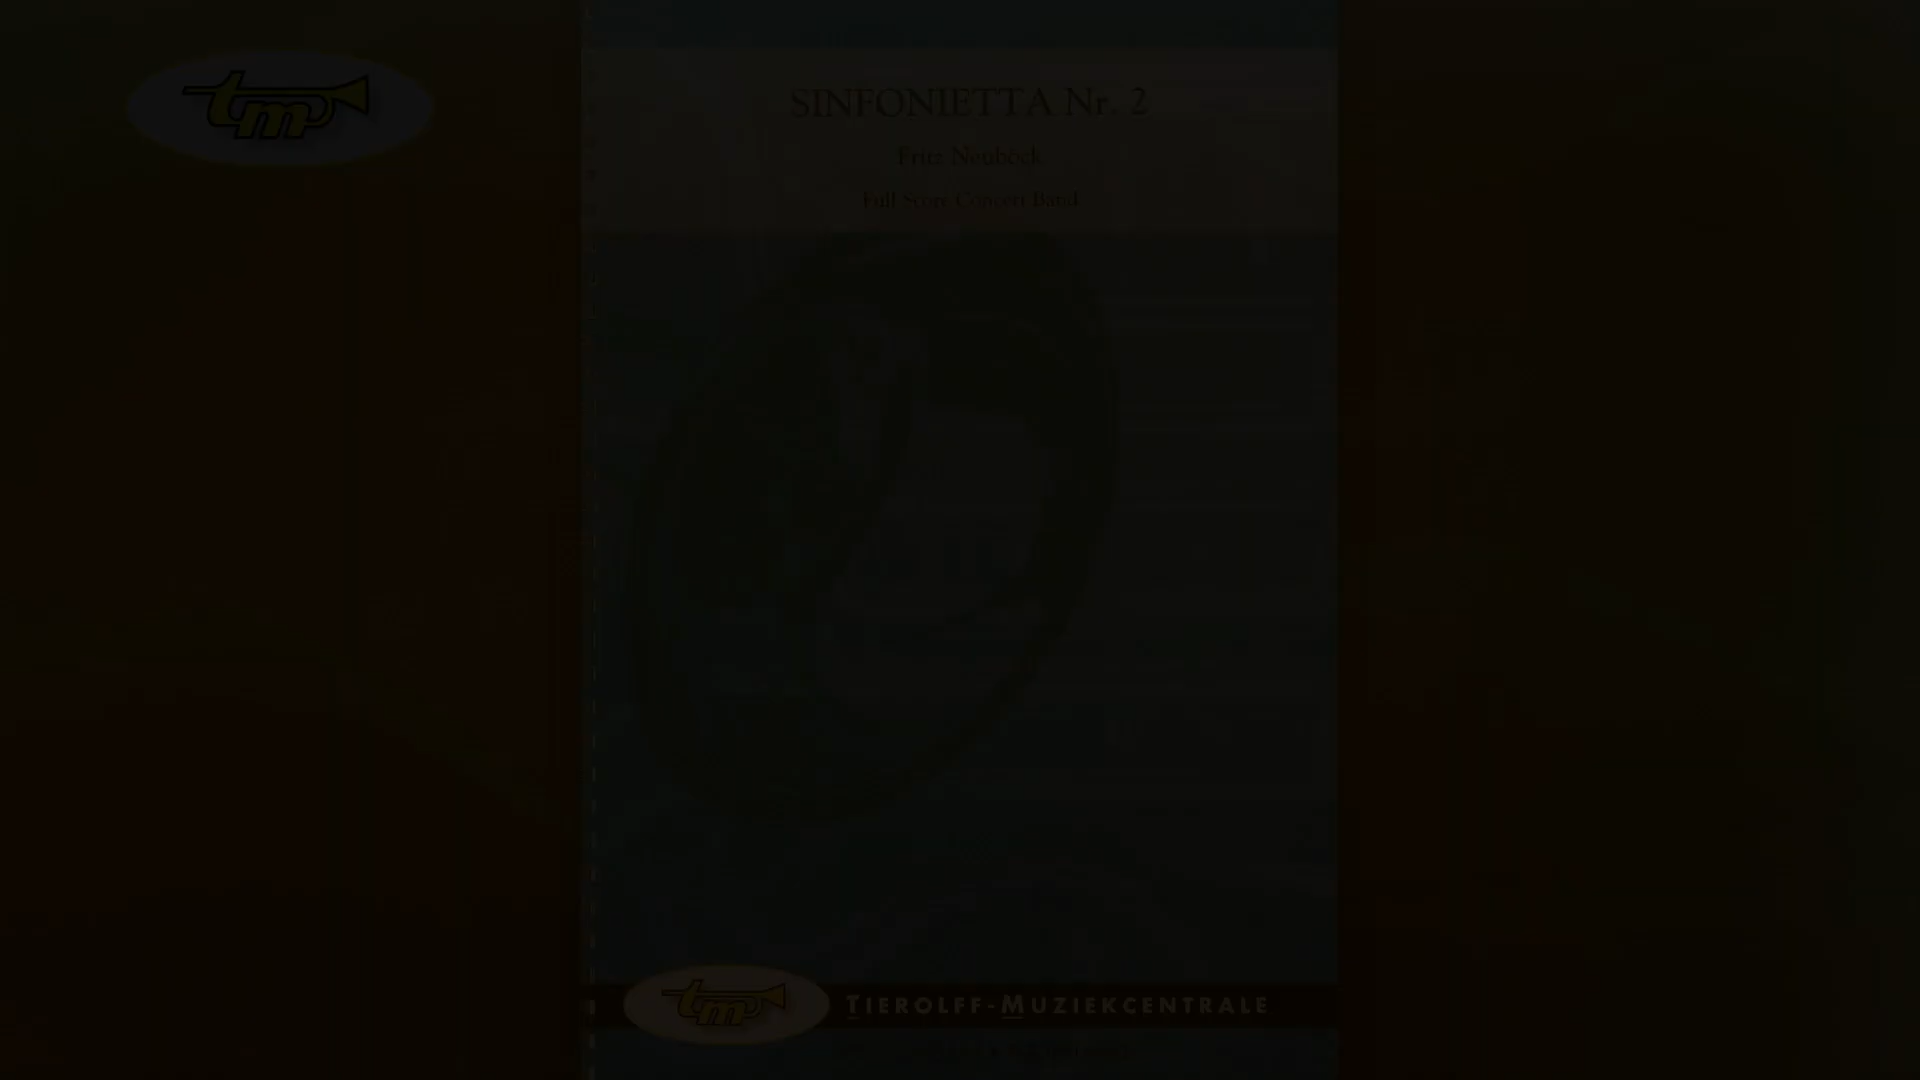 tm
SINFONIETTA Nr. 2
Fritz Neuböck
Full Score Concert Band
tm TIEROLFF-MUZIEKCENTRALE